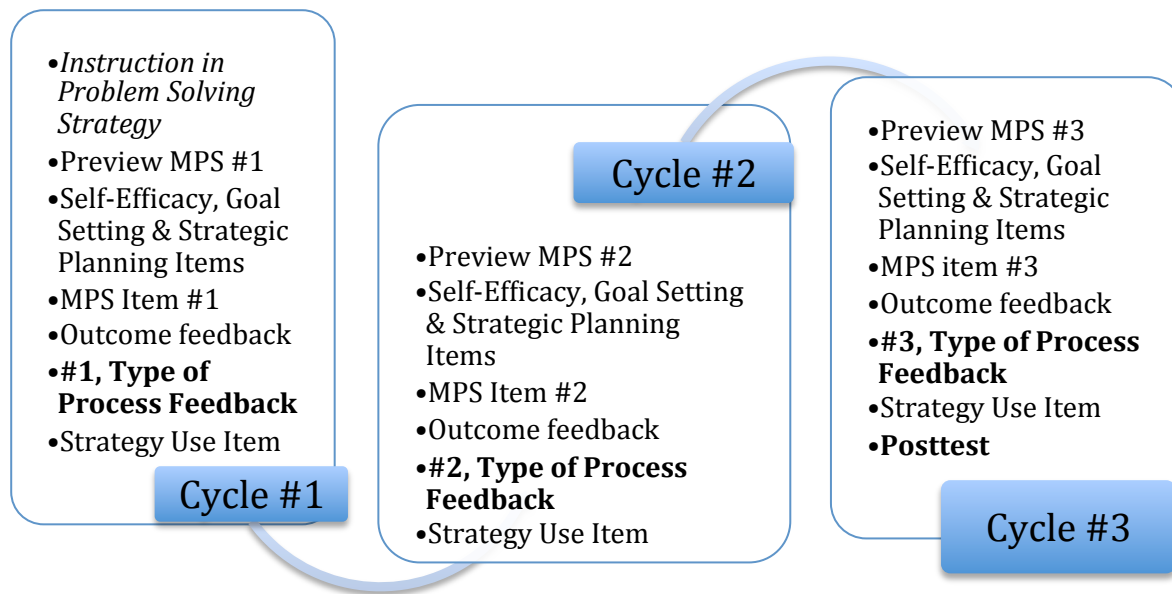 •Instruction in
Problem Solving
Strategy
•Preview MPS #1
•Self-Efficacy, Goal
Setting & Strategic
Planning Items
•MPS Item #1
•Outcome feedback
•#1, Type of
Process Feedback
•Strategy Use Item
Cycle #1
Cycle #2
•Preview MPS #2
•Self-Efficacy, Goal Setting
& Strategic Planning
Items
•MPS Item #2
•Outcome feedback
•#2, Type of Process
Feedback
•Strategy Use Item
•Preview MPS #3
•Self-Efficacy, Goal
Setting & Strategic
Planning Items
•MPS item #3
•Outcome feedback
•#3, Type of Process
Feedback
•Strategy Use Item
•Posttest
Cycle #3